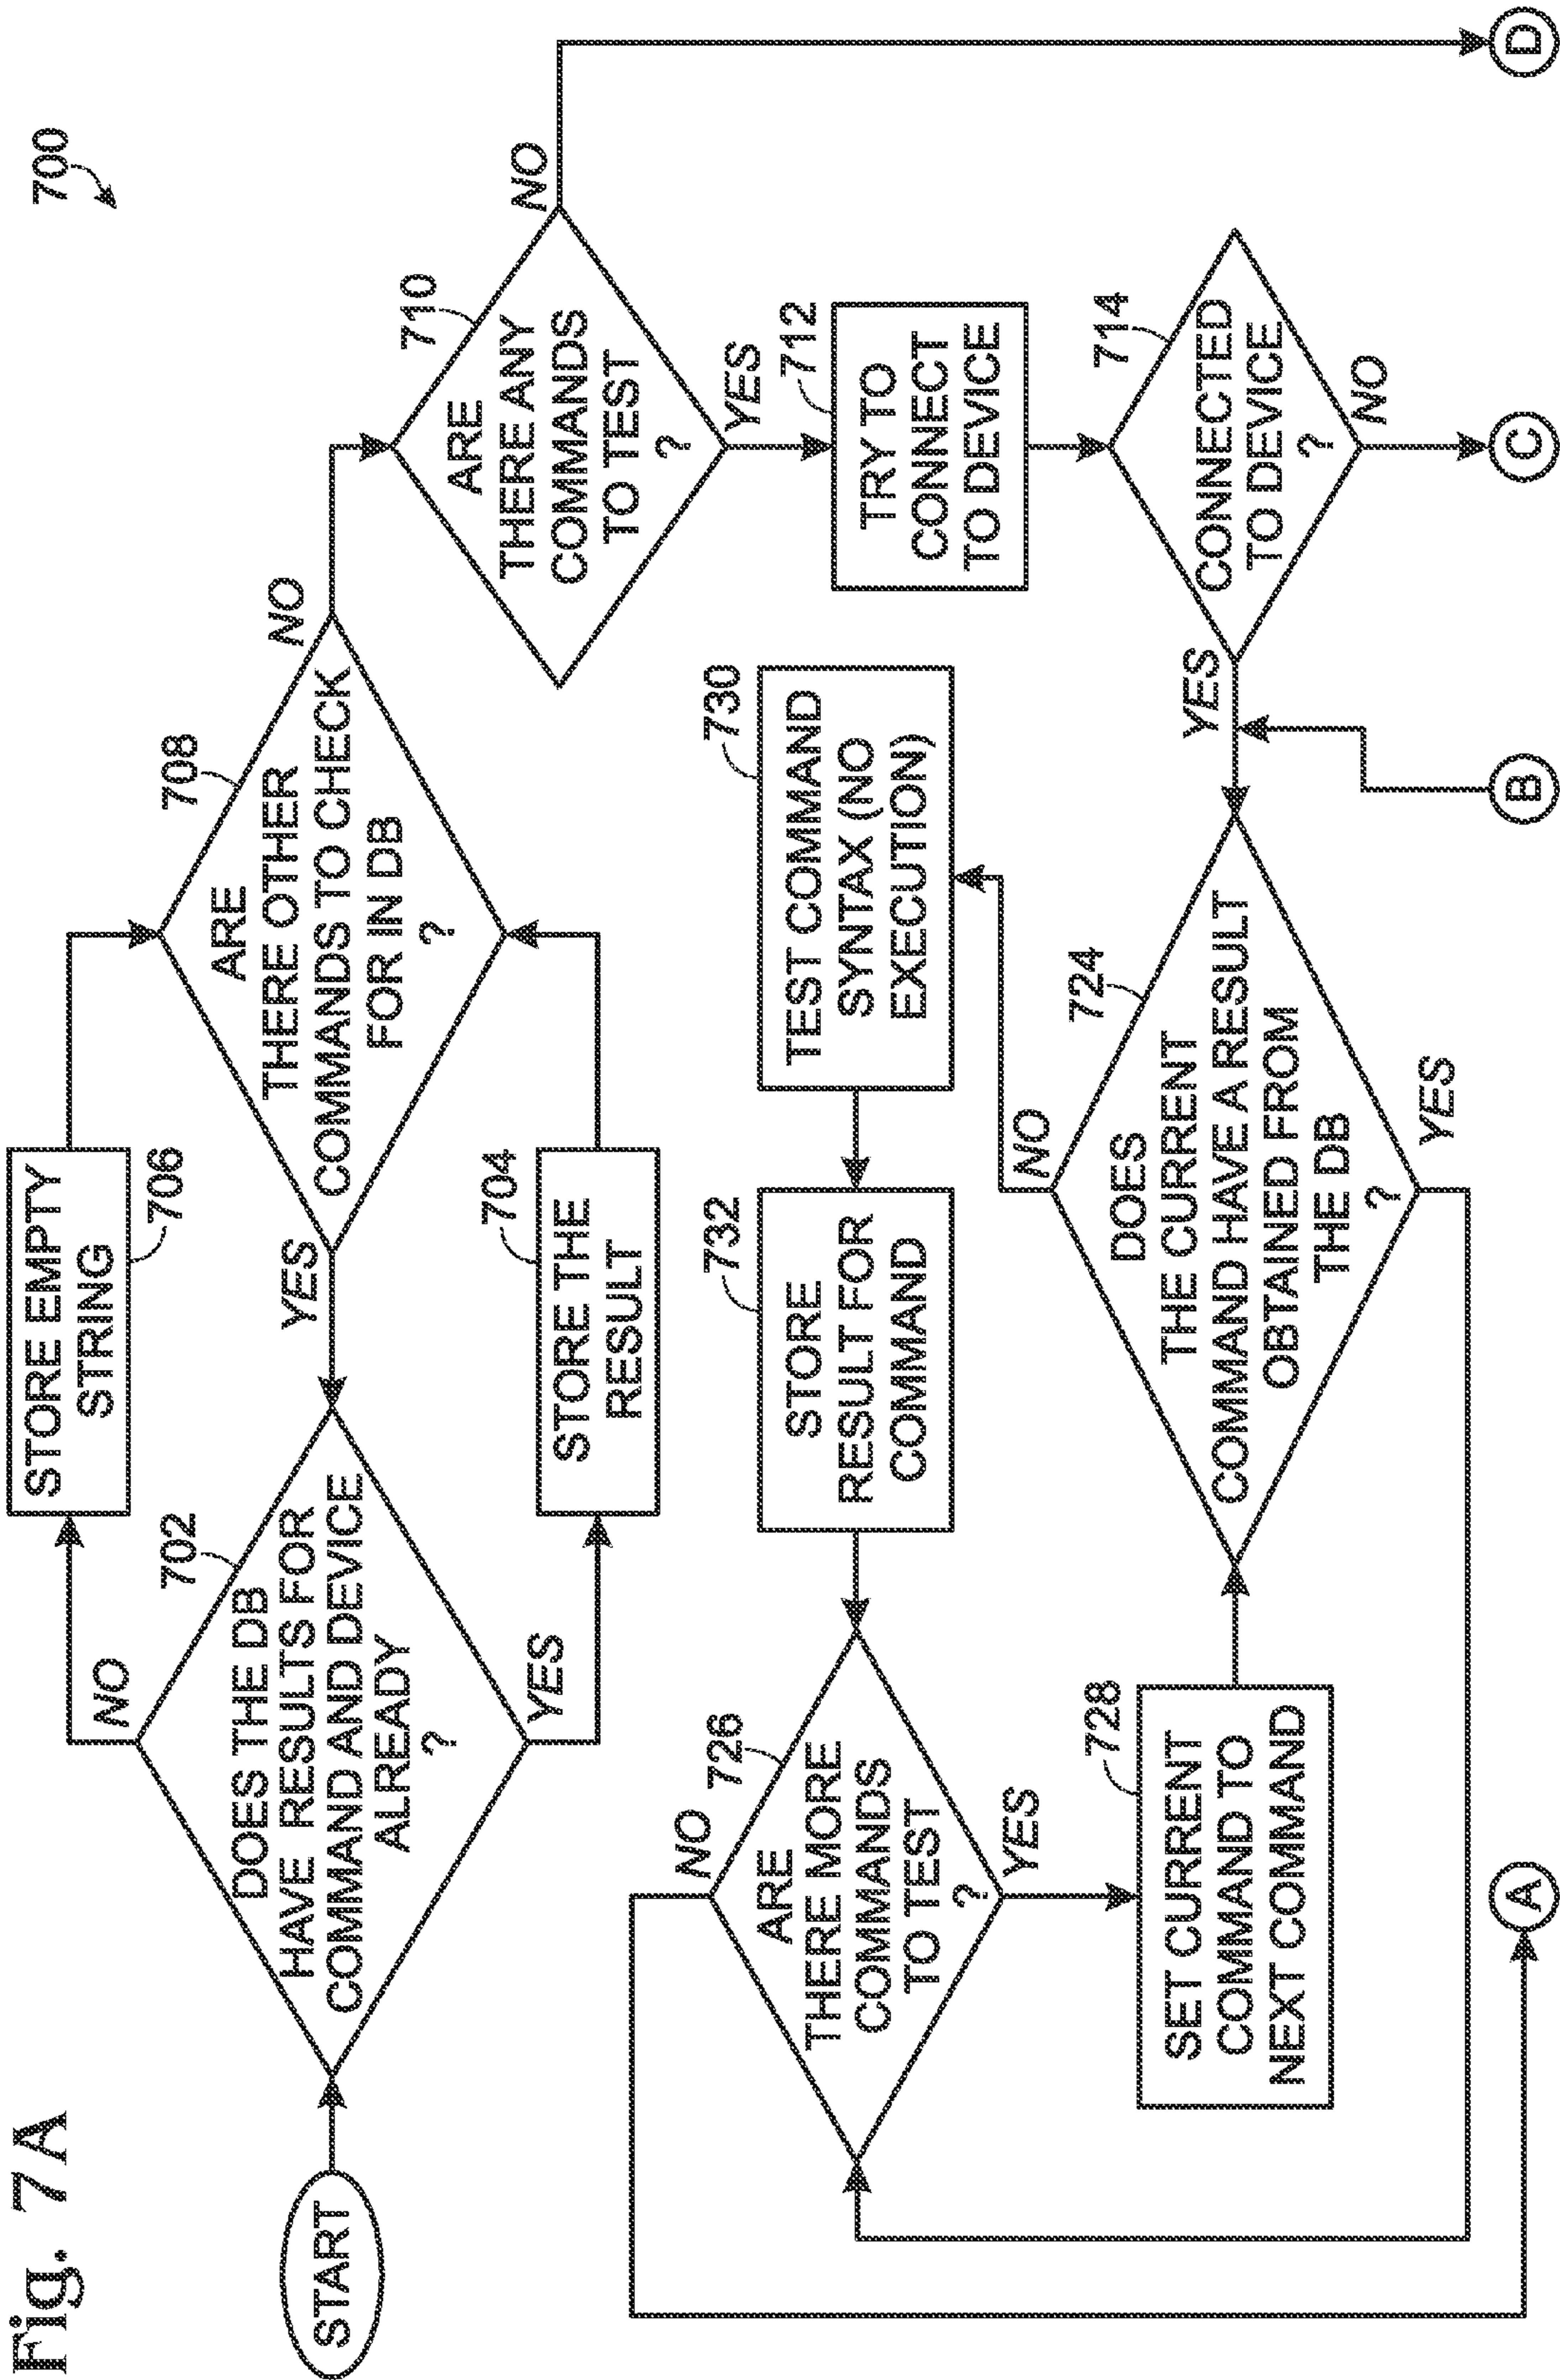 Fig. 7A
700
START
DOES THE DB
HAVE RESULTS FOR
COMMAND AND DEVICE
ALREADY
?
702
NO
YES
STORE EMPTY
STRING
706
STORE THE
RESULT
704
ARE
THERE OTHER
COMMANDS TO CHECK
FOR IN DB
?
708
YES
NO
ARE
THERE ANY
COMMANDS
TO TEST
?
710
NO
YES
TRY TO
CONNECT
TO DEVICE
712
CONNECTED
TO DEVICE
?
714
YES
NO
DOES
THE CURRENT
COMMAND HAVE A RESULT
OBTAINED FROM
THE DB
?
724
NO
YES
TEST COMMAND
SYNTAX (NO
EXECUTION)
730
STORE
RESULT FOR
COMMAND
732
ARE
THERE MORE
COMMANDS
TO TEST
?
726
NO
YES
SET CURRENT
COMMAND TO
NEXT COMMAND
728
A
B
C
D